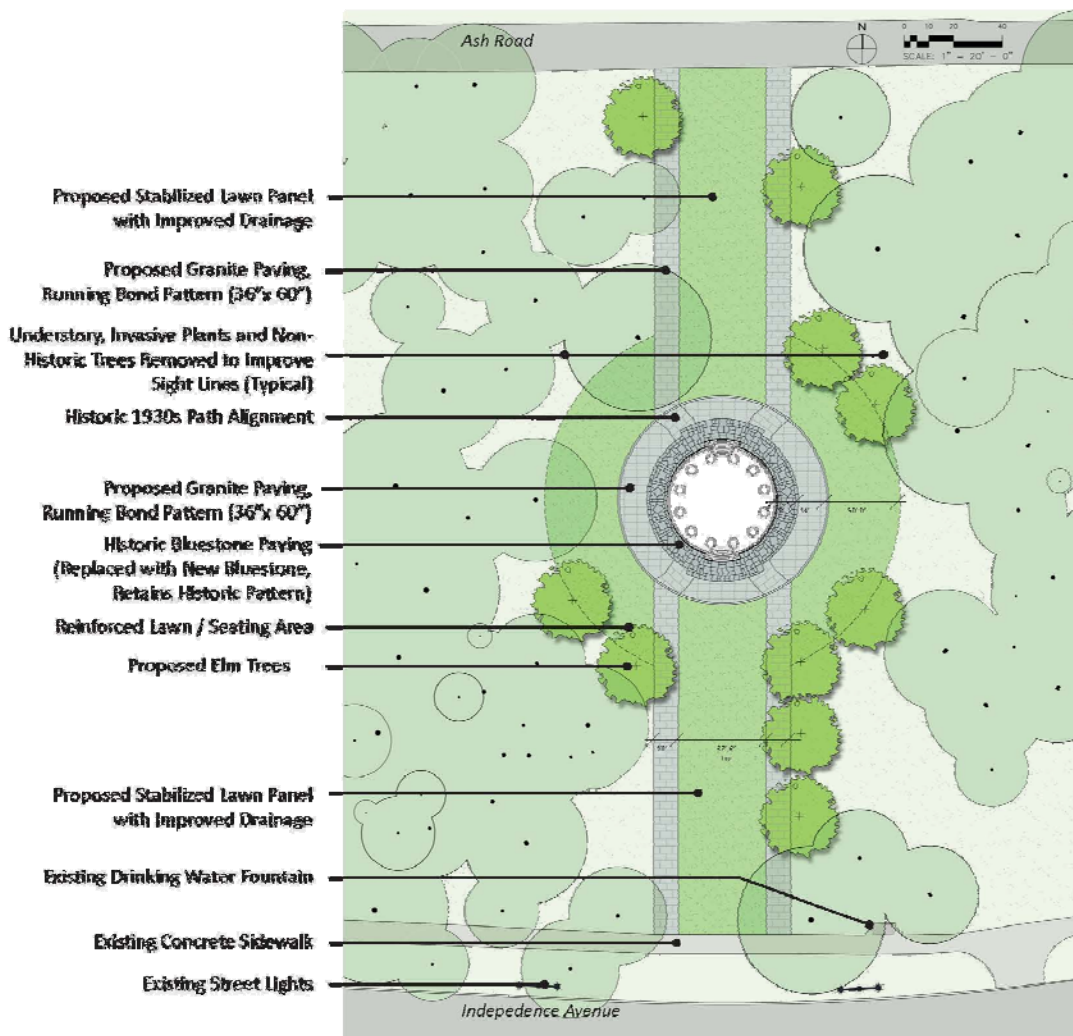 Ash Road
N
0 10 20 40
SCALE: 1" = 20' - 0"
Proposed Stabilized Lawn Panel
with Improved Drainage
Proposed Granite Paving,
Running Bond Pattern (36"x 60")
Understory, Invasive Plants and Non-
Historic Trees Removed to Improve
Sight Lines (Typical)
Historic 1930s Path Alignment
Proposed Granite Paving,
Running Bond Pattern (36"x 60")
Historic Bluestone Paving
(Replaced with New Bluestone,
Retains Historic Pattern)
Reinforced Lawn / Seating Area
Proposed Elm Trees
Proposed Stabilized Lawn Panel
with Improved Drainage
Existing Drinking Water Fountain
Existing Concrete Sidewalk
Existing Street Lights
Indepedence Avenue